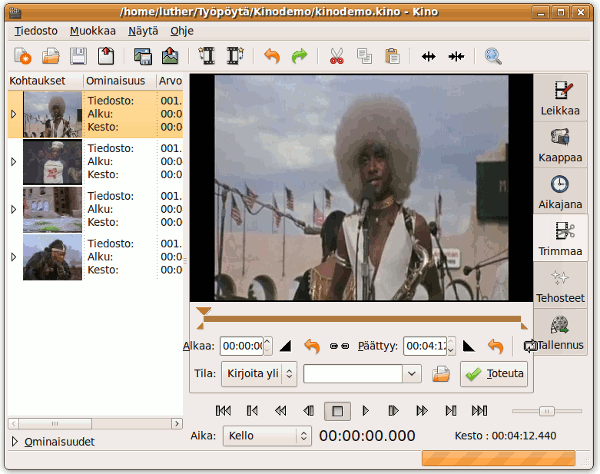 /home/luther/Työpöytä/Kinodemo/kinodemo.kino - Kino
Tiedosto Muokkaa Näytä Ohje
Kohtaukset Ominaisuus Arvo
Tiedosto: 001.
Alku: 00:0
Kesto: 00:0
Tiedosto: 001.
Alku: 00:0
Kesto: 00:0
Tiedosto: 001.
Alku: 00:0
Kesto: 00:0
Tiedosto: 001.
Alku: 00:0
Kesto: 00:0
Leikkaa
Kaappaa
Aikajana
Trimmaa
Tehosteet
Tallennus
Alkaa: 00:00:00 Päättyy: 00:04:12
Tila: Kirjoita yli Toteuta
Ominaisuudet
Aika: Kello 00:00:00.000 Kesto : 00:04:12.440